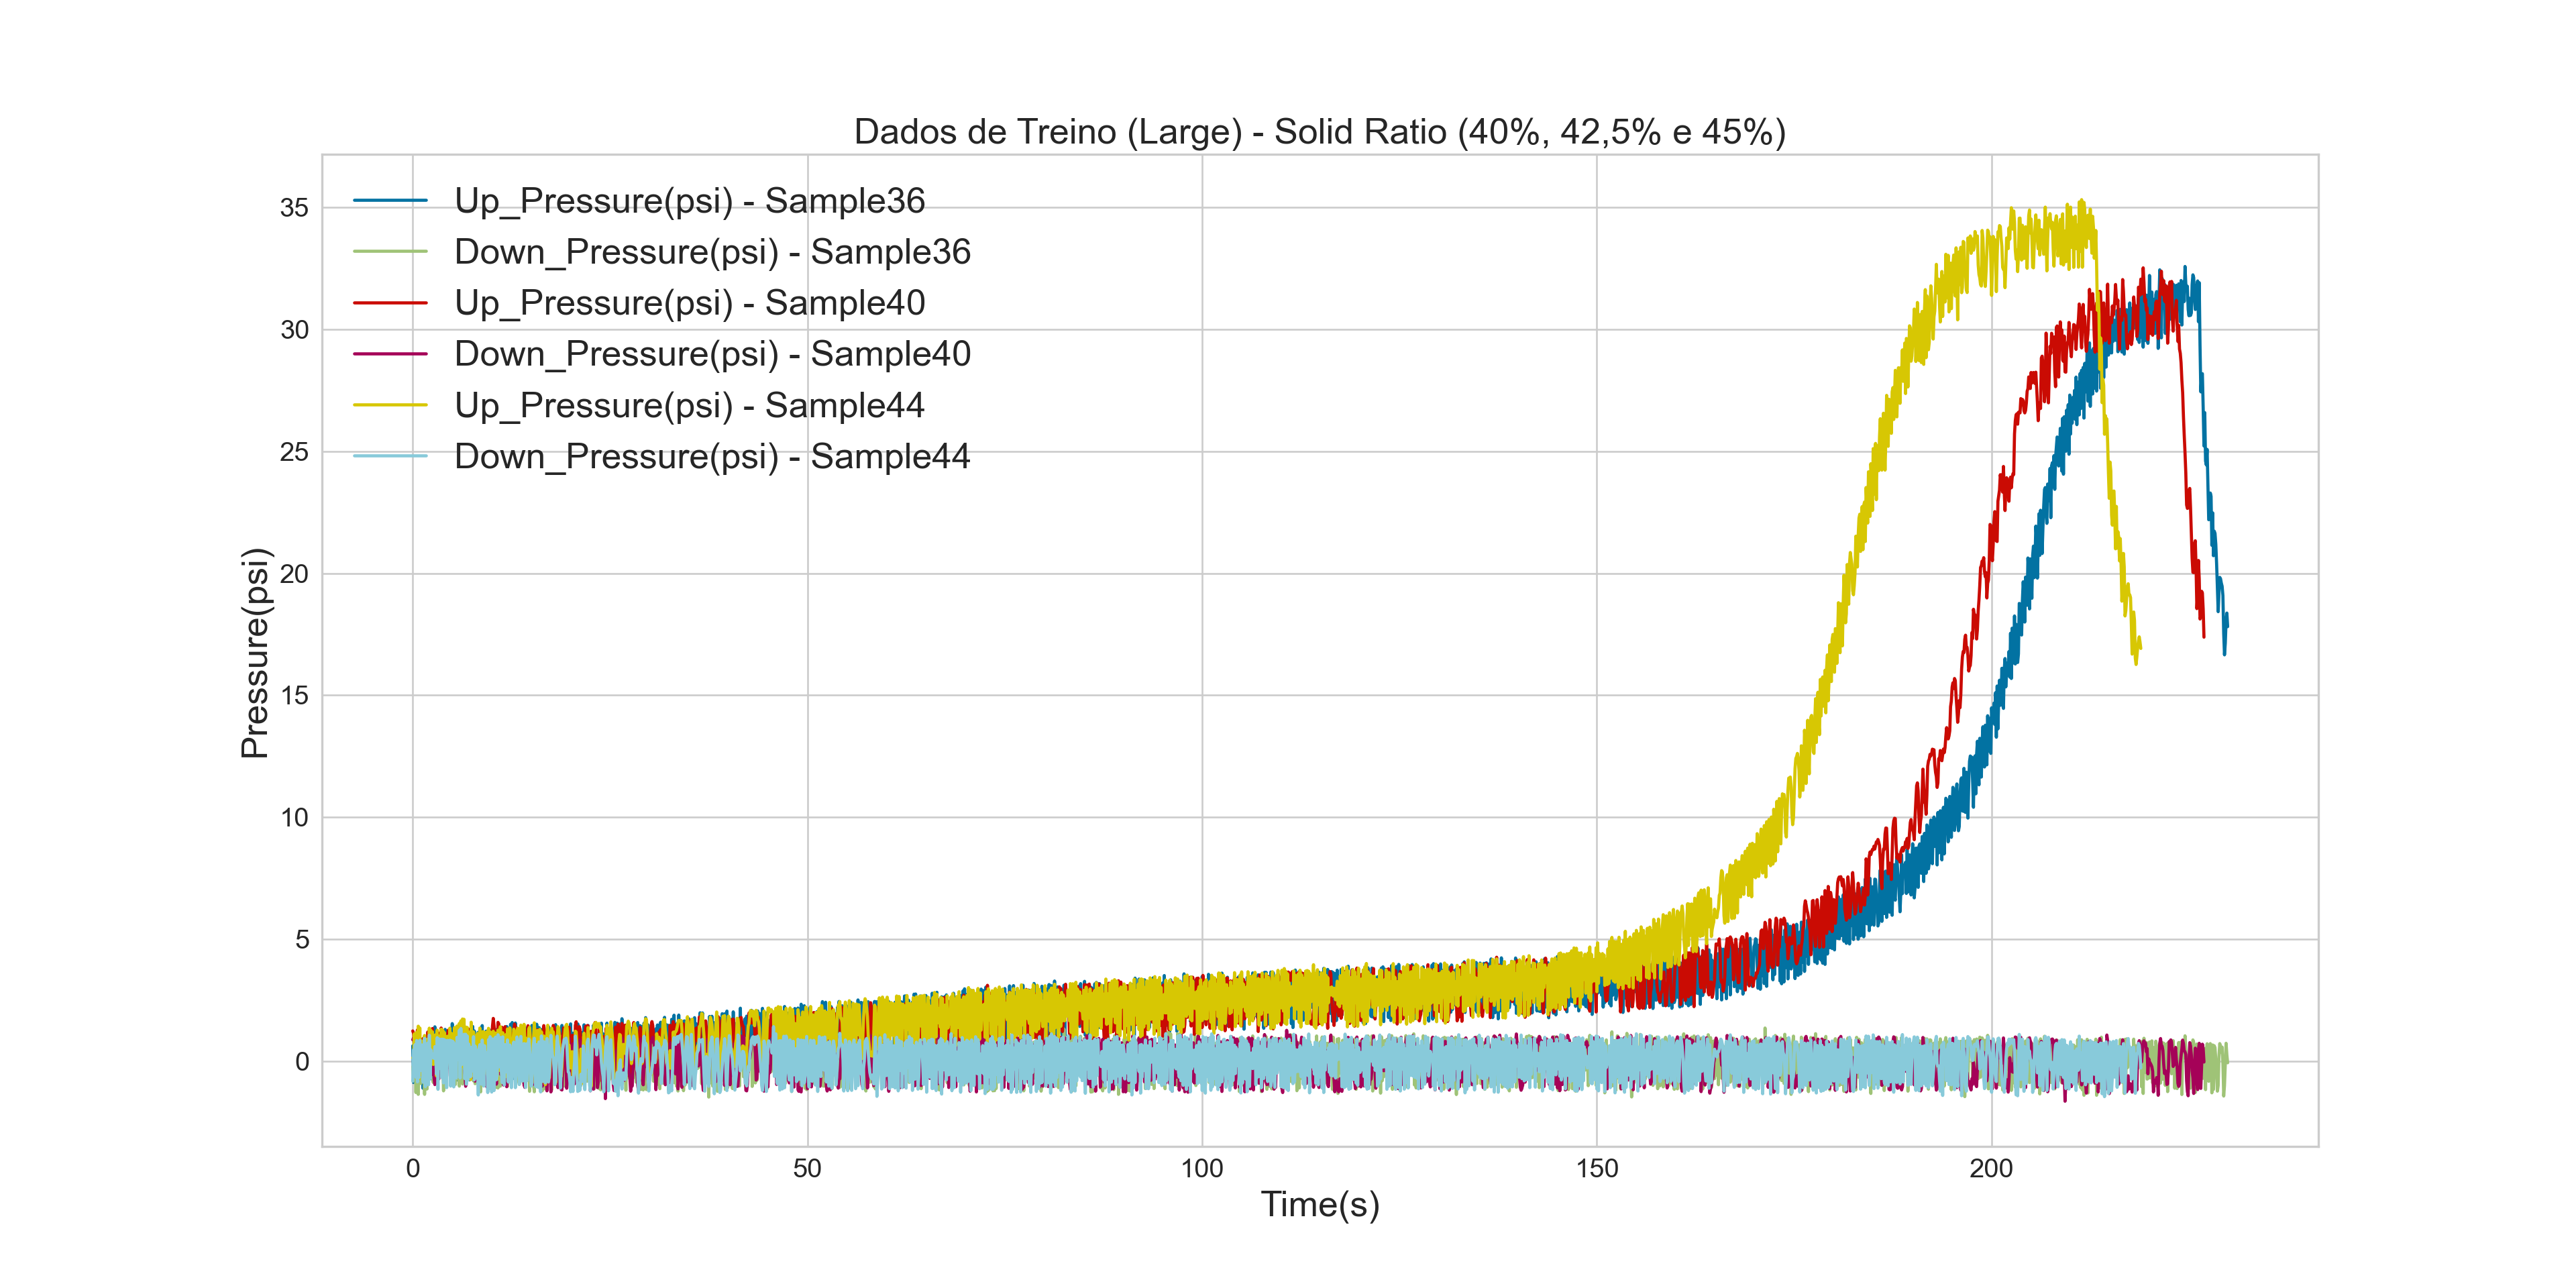 Dados de Treino (Large) - Solid Ratio (40%, 42,5% e 45%)
Up_Pressure(psi) - Sample36
Down_Pressure(psi) - Sample36
Up_Pressure(psi) - Sample40
Down_Pressure(psi) - Sample40
Up_Pressure(psi) - Sample44
Down_Pressure(psi) - Sample44
Pressure(psi)
35
30
25
20
15
10
5
0
0 50 100 150 200
Time(s)